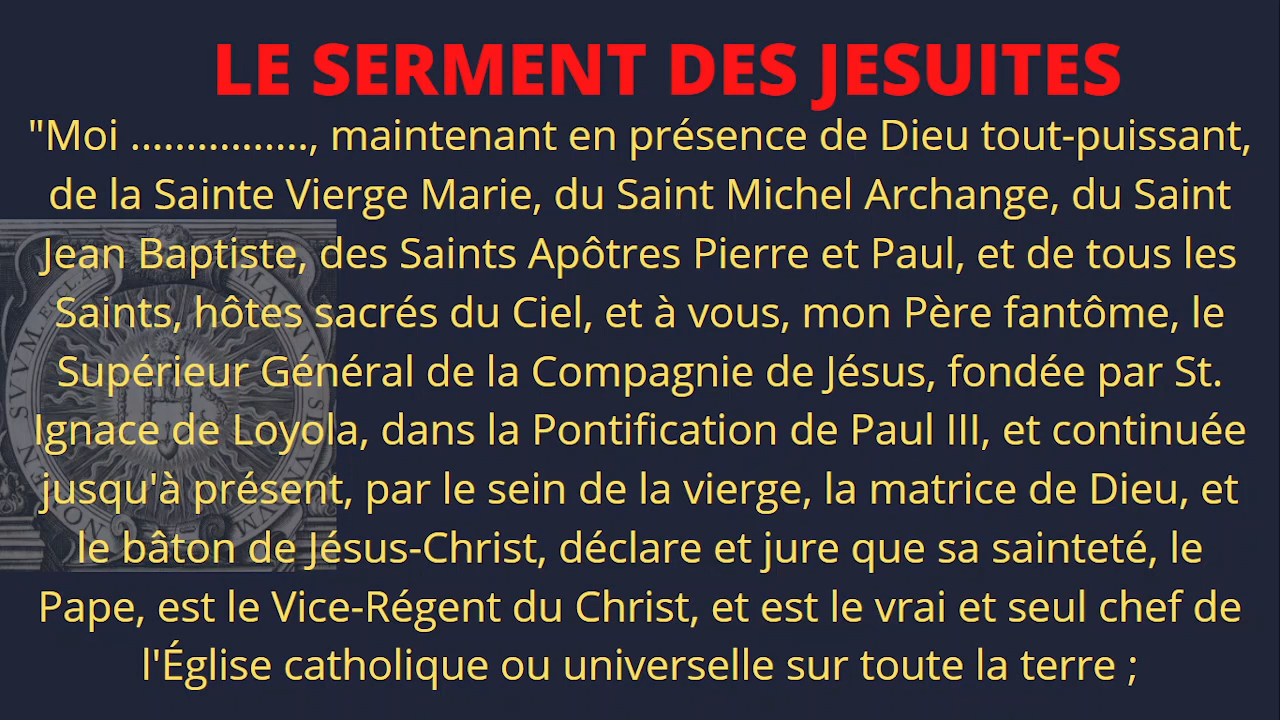 LE SERMENT DES JESUITES
"Moi ................, maintenant en présence de Dieu tout-puissant,
de la Sainte Vierge Marie, du Saint Michel Archange, du Saint
Jean Baptiste, des Saints Apôtres Pierre et Paul, et de tous les
Saints, hôtes sacrés du Ciel, et à vous, mon Père fantôme, le
Supérieur Général de la Compagnie de Jésus, fondée par St.
Ignace de Loyola, dans la Pontification de Paul III, et continuée
jusqu'à présent, par le sein de la vierge, la matrice de Dieu, et
le bâton de Jésus-Christ, déclare et jure que sa sainteté, le
Pape, est le Vice-Régent du Christ, et est le vrai et seul chef de
l'Église catholique ou universelle sur toute la terre ;